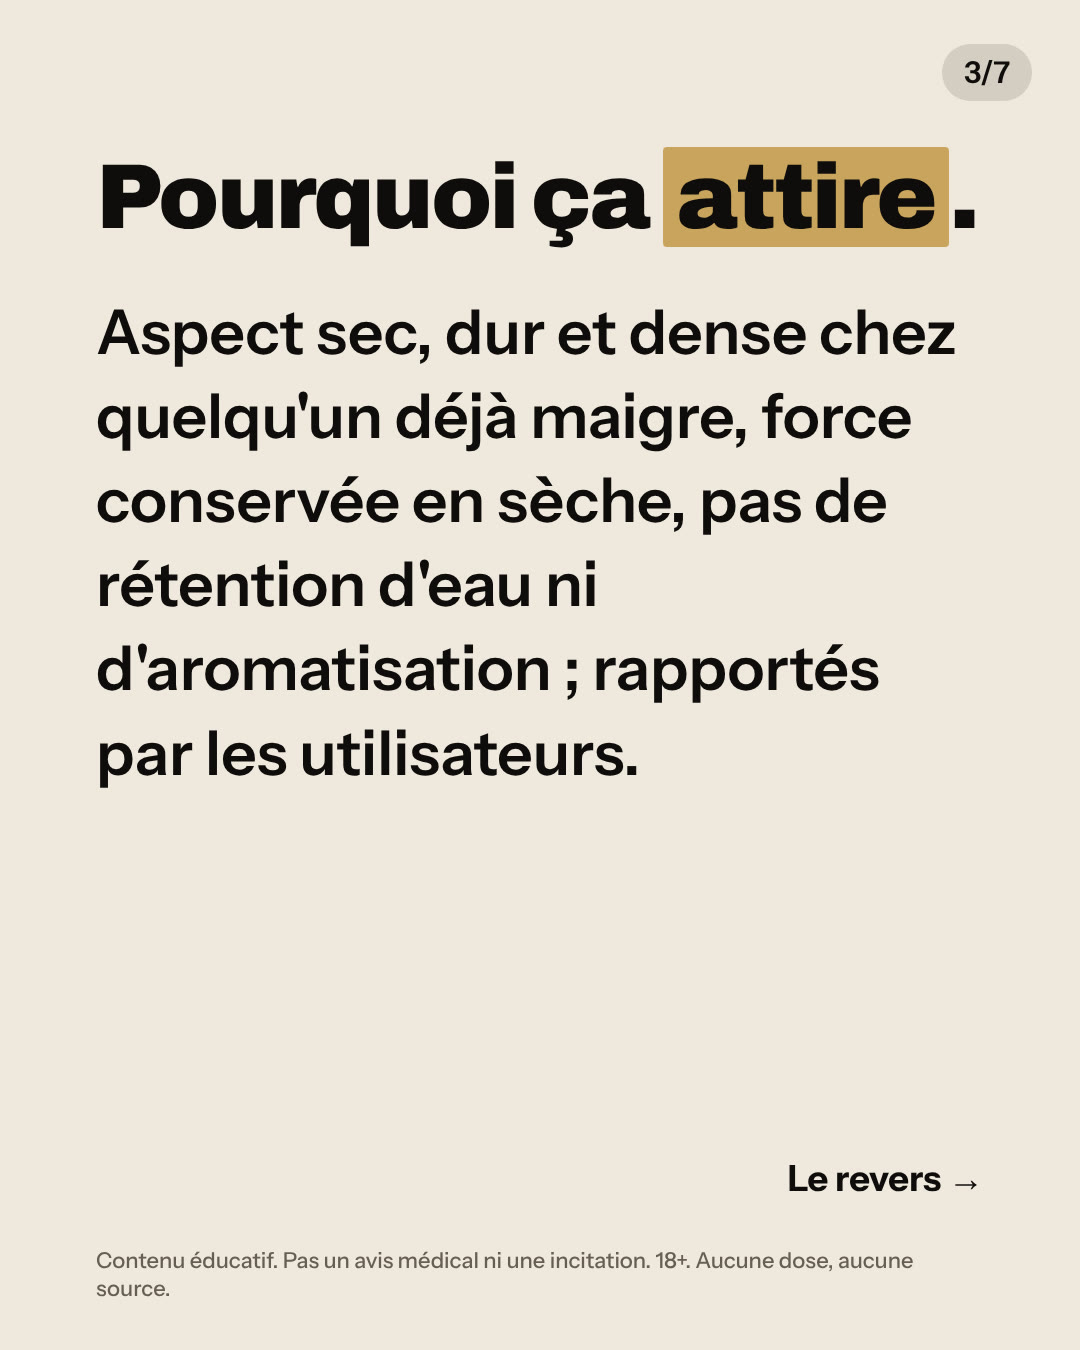 3/7
Pourquoi ça attire.
Aspect sec, dur et dense chez
quelqu'un déjà maigre, force
conservée en sèche, pas de
rétention d'eau ni
d'aromatisation ; rapportés
par les utilisateurs.
Le revers →
Contenu éducatif. Pas un avis médical ni une incitation. 18+. Aucune dose, aucune
source.